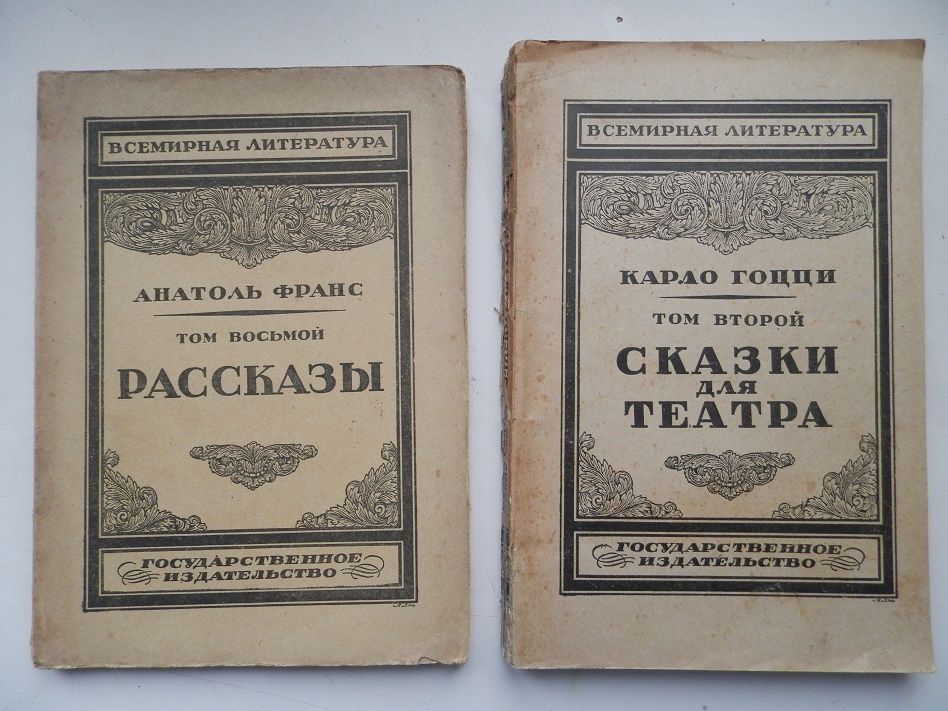 ВСЕМИРНАЯ ЛИТЕРАТУРА
АНАТОЛЬ ФРАНС
ТОМ ВОСЬМОЙ
РАССКАЗЫ
ГОСУДАРСТВЕННОЕ
ИЗДАТЕЛЬСТВО
ВСЕМИРНАЯ ЛИТЕРАТУРА
КАРЛО ГОЦЦИ
ТОМ ВТОРОЙ
СКАЗКИ
ДЛЯ
ТЕАТРА
ГОСУДАРСТВЕННОЕ
ИЗДАТЕЛЬСТВО